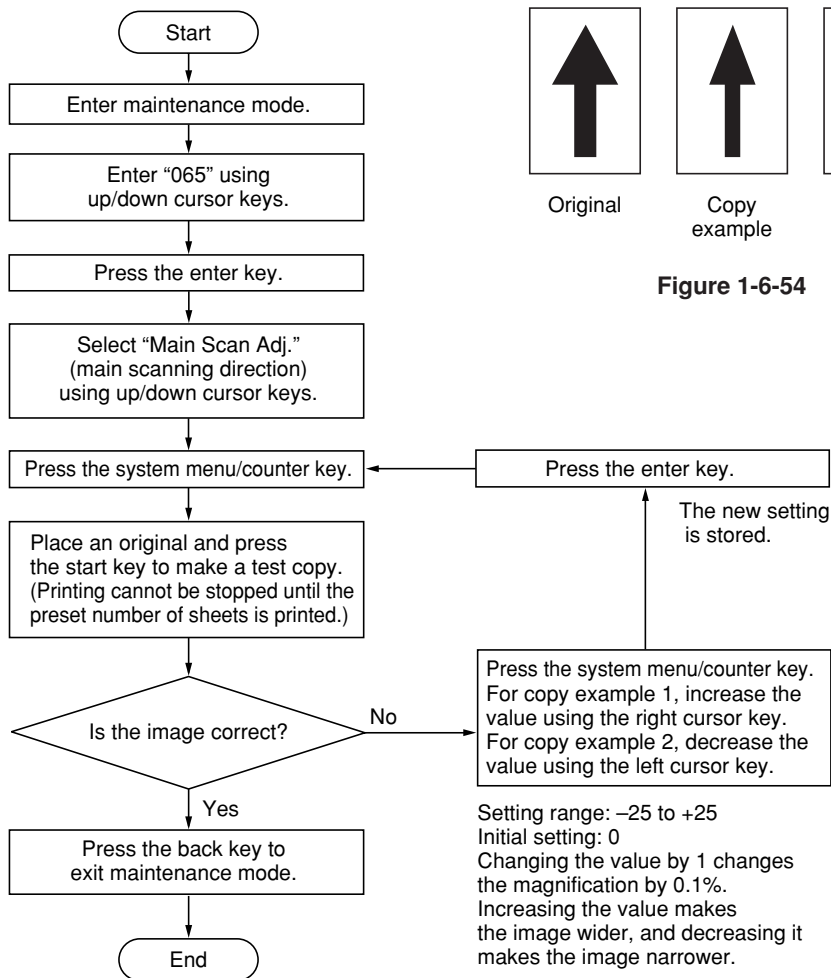 Start
Enter maintenance mode.
Enter “065” using
up/down cursor keys.
Press the enter key.
Select “Main Scan Adj.”
(main scanning direction)
using up/down cursor keys.
Press the system menu/counter key.
Place an original and press
the start key to make a test copy.
(Printing cannot be stopped until the
preset number of sheets is printed.)
Is the image correct?
No
Yes
Press the back key to
exit maintenance mode.
End
Original
Copy
example
Figure 1-6-54
Press the enter key.
The new setting
is stored.
Press the system menu/counter key.
For copy example 1, increase the
value using the right cursor key.
For copy example 2, decrease the
value using the left cursor key.
Setting range: –25 to +25
Initial setting: 0
Changing the value by 1 changes
the magnification by 0.1%.
Increasing the value makes
the image wider, and decreasing it
makes the image narrower.